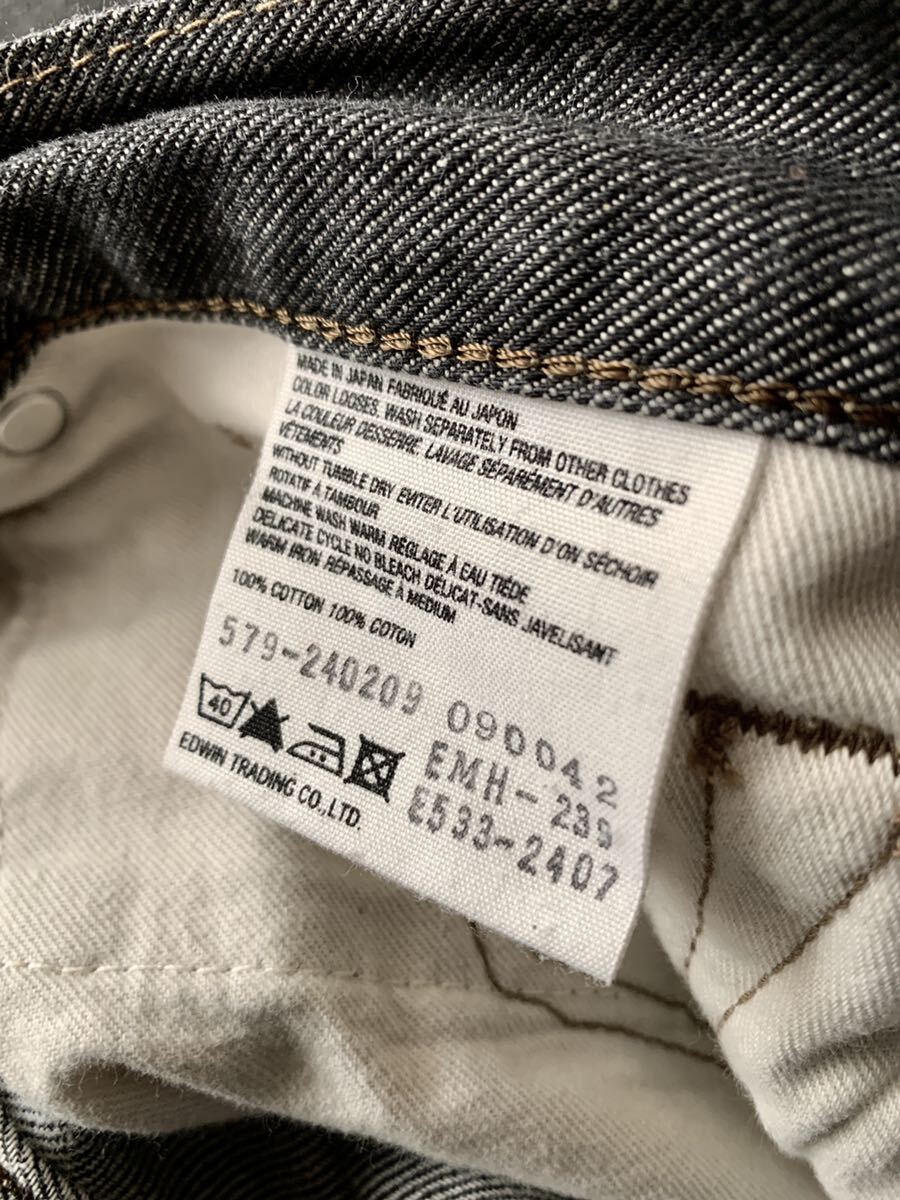 MADE IN JAPAN FABRIQUÉ AU JAPON
COLOR LOOSES. WASH SEPARATELY FROM OTHER CLOTHES
LA COULEUR DESSERRE: LAVAGE SÉPAREMENT D'AUTRES
VÊTEMENTS
WITHOUT TUMBLE DRY EVITER L'UTILISATION D'ON SÉCHOIR
ROTATIF À TAMBOUR
MACHINE WASH WARM RÉGLAGE À EAU TIÈDE
DELICATE CYCLE NO BLEACH DÉLICAT-SANS JAVELISANT
WARM IRON RÉPASSAGE À MEDIUM
100% COTTON 100% COTON
579-240209 090042
40
EMH-239
E533-2407
EDWIN TRADING CO.,LTD.